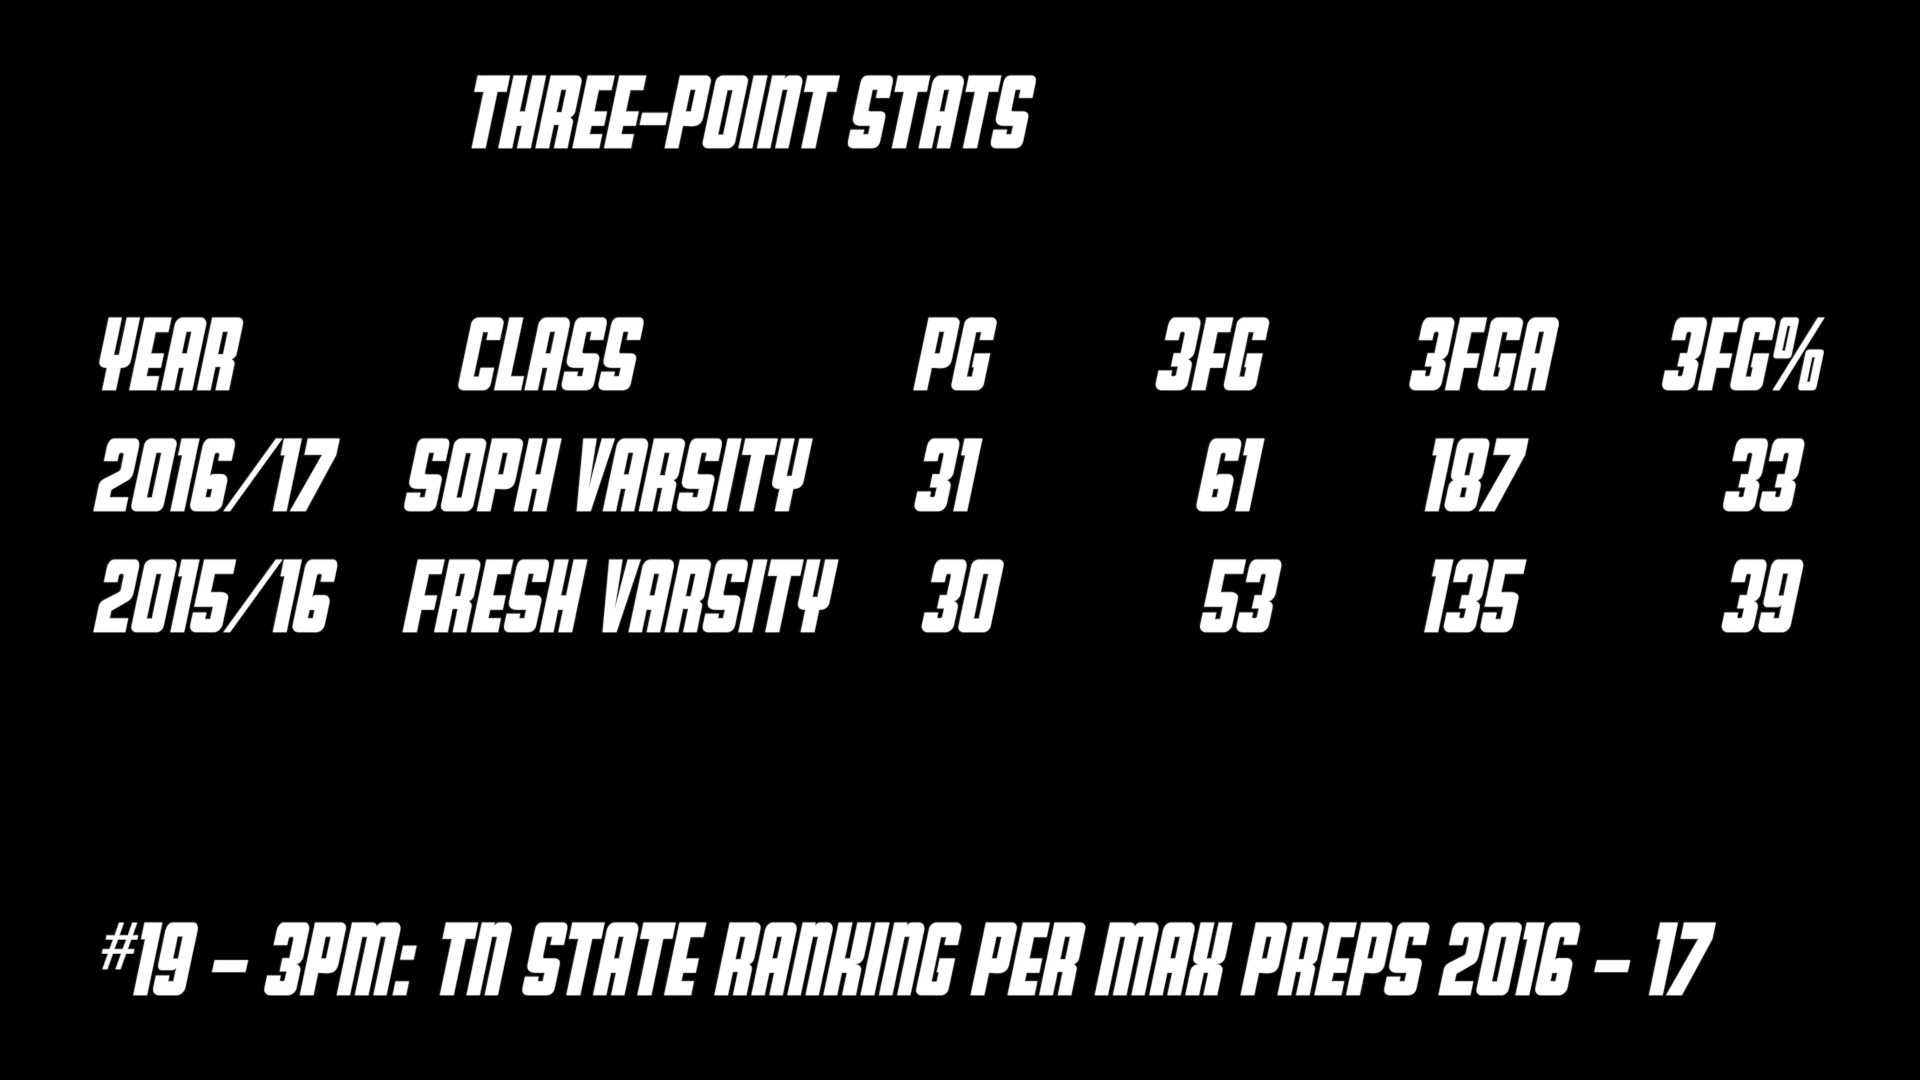 THREE-POINT STATS
YEAR CLASS PG 3FG 3FGA 3FG%
2016/17 SOPH VARSITY 31 61 187 33
2015/16 FRESH VARSITY 30 53 135 39
#19 - 3PM: TN STATE RANKING PER MAX PREPS 2016 - 17